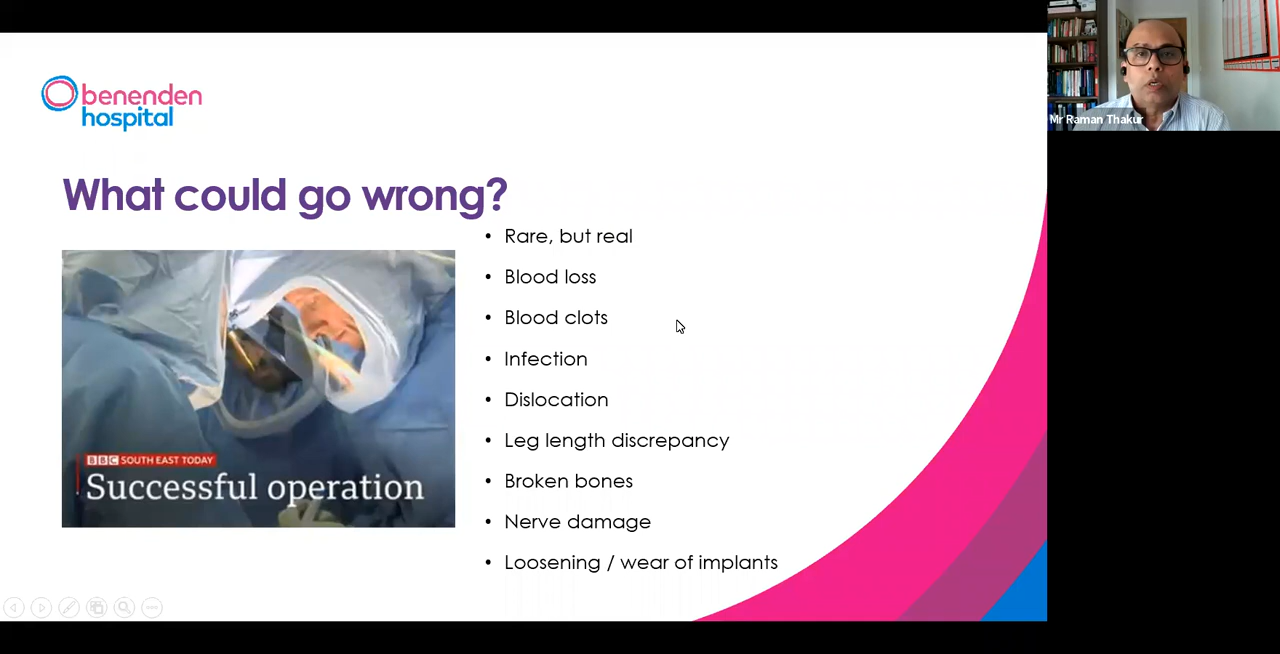 benenden
hospital
Mr Raman Thakur
What could go wrong?
• Rare, but real
• Blood loss
• Blood clots
• Infection
• Dislocation
• Leg length discrepancy
• Broken bones
• Nerve damage
• Loosening / wear of implants
BBC SOUTH EAST TODAY
Successful operation